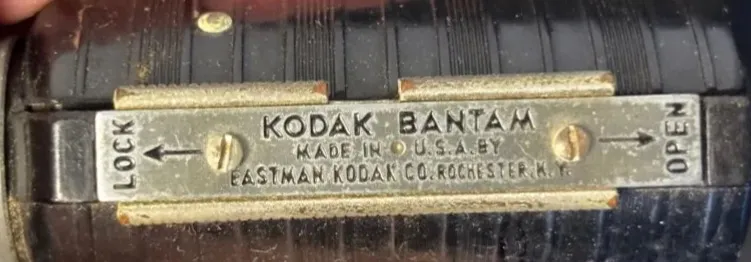 LOCK
KODAK BANTAM
MADE IN U.S.A. BY
EASTMAN KODAK CO. ROCHESTER, N.Y.
OPEN